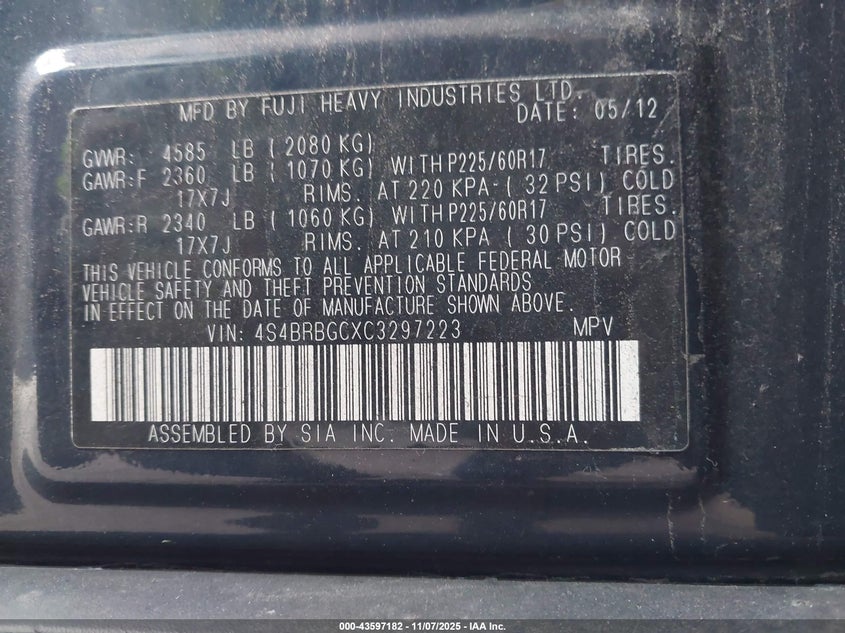 MFD BY FUJI HEAVY INDUSTRIES LTD.
DATE: 05/12
GVWR: 4585 LB (2080 KG)
GAWR:F 2360 LB (1070 KG) WITH P225/60R17 TIRES.
17X7J RIMS. AT 220 KPA (32 PSI) COLD
GAWR:R 2340 LB (1060 KG) WITH P225/60R17 TIRES.
17X7J RIMS. AT 210 KPA (30 PSI) COLD
THIS VEHICLE CONFORMS TO ALL APPLICABLE FEDERAL MOTOR
VEHICLE SAFETY AND THEFT PREVENTION STANDARDS
IN EFFECT ON THE DATE OF MANUFACTURE SHOWN ABOVE.
VIN: 4S4BRBGCXC3297223 MPV
ASSEMBLED BY SIA INC. MADE IN U.S.A.
000-43597182 - 11/07/2025 - IAA Inc.